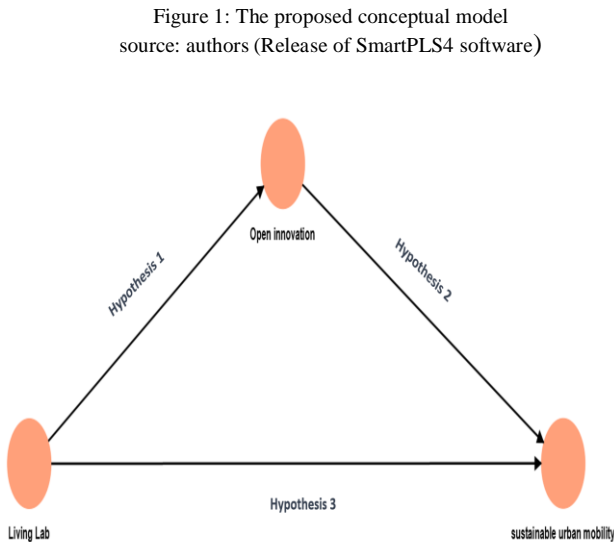 Figure 1: The proposed conceptual model
source: authors (Release of SmartPLS4 software)
Open innovation
Hypothesis 1
Hypothesis 2
Hypothesis 3
Living Lab
sustainable urban mobility